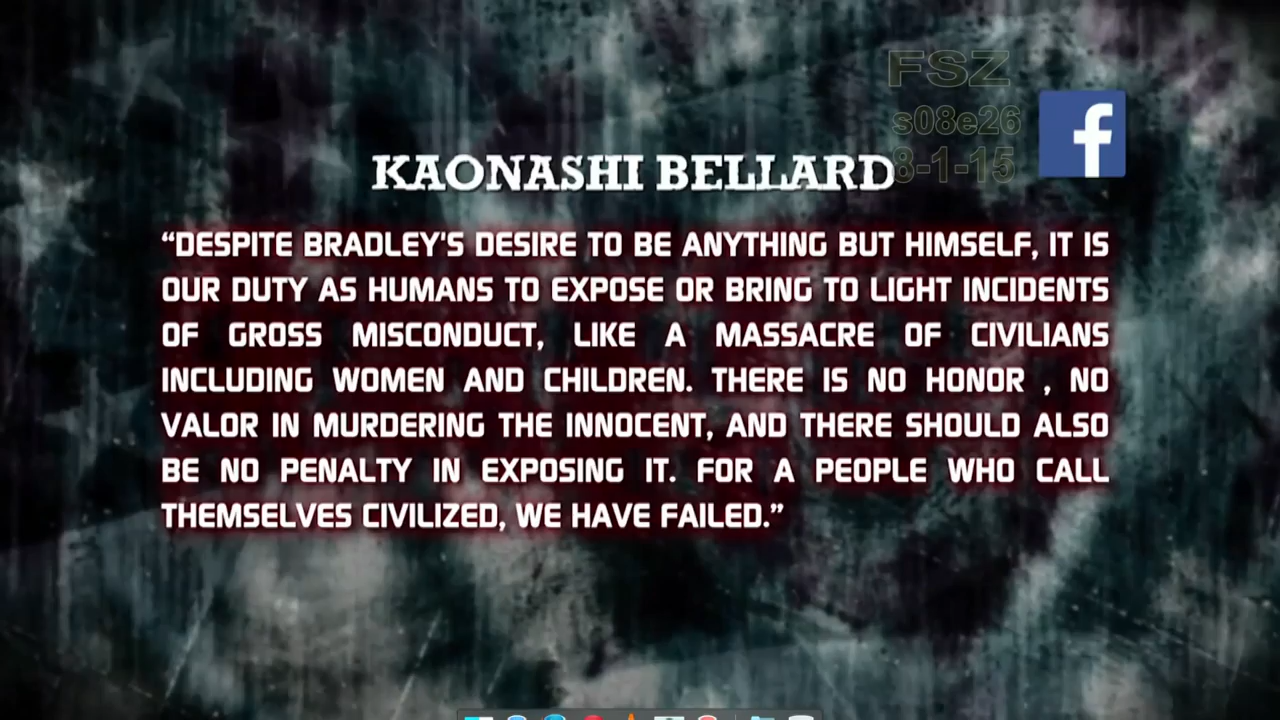 FSZ
s08e26
8-1-15
f
KAONASHI BELLARD
“DESPITE BRADLEY'S DESIRE TO BE ANYTHING BUT HIMSELF, IT IS
OUR DUTY AS HUMANS TO EXPOSE OR BRING TO LIGHT INCIDENTS
OF GROSS MISCONDUCT, LIKE A MASSACRE OF CIVILIANS
INCLUDING WOMEN AND CHILDREN. THERE IS NO HONOR , NO
VALOR IN MURDERING THE INNOCENT, AND THERE SHOULD ALSO
BE NO PENALTY IN EXPOSING IT. FOR A PEOPLE WHO CALL
THEMSELVES CIVILIZED, WE HAVE FAILED.”